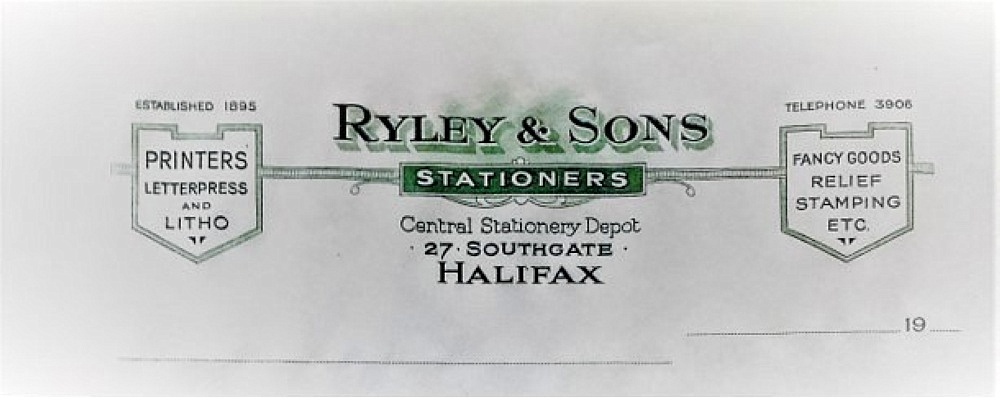 ESTABLISHED 1895
PRINTERS
LETTERPRESS
AND
LITHO
RYLEY & SONS
STATIONERS
Central Stationery Depot
· 27 · SOUTHGATE ·
HALIFAX
TELEPHONE 3906
FANCY GOODS
RELIEF
STAMPING
ETC.
19